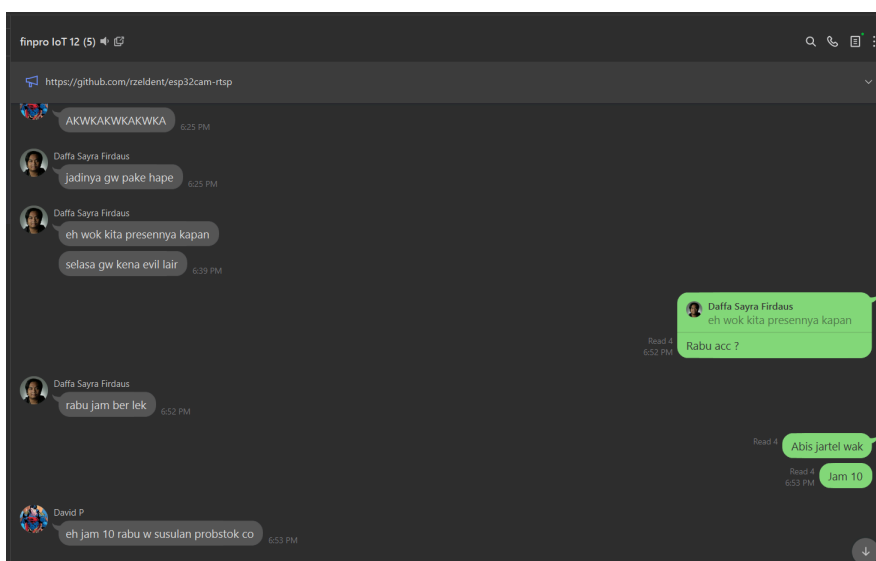 finpro IoT 12 (5)
https://github.com/rzeldent/esp32cam-rtsp
AKWKAKWKAKWKA
6:25 PM
Daffa Sayra Firdaus
jadinya gw pake hape
6:25 PM
Daffa Sayra Firdaus
eh wok kita presennya kapan
selasa gw kena evil lair
6:39 PM
Daffa Sayra Firdaus
eh wok kita presennya kapan
Rabu acc ?
Read 4
6:52 PM
Daffa Sayra Firdaus
rabu jam ber lek
6:52 PM
Read 4
Abis jartel wak
Read 4
6:53 PM
Jam 10
David P
eh jam 10 rabu w susulan probstok co
6:53 PM